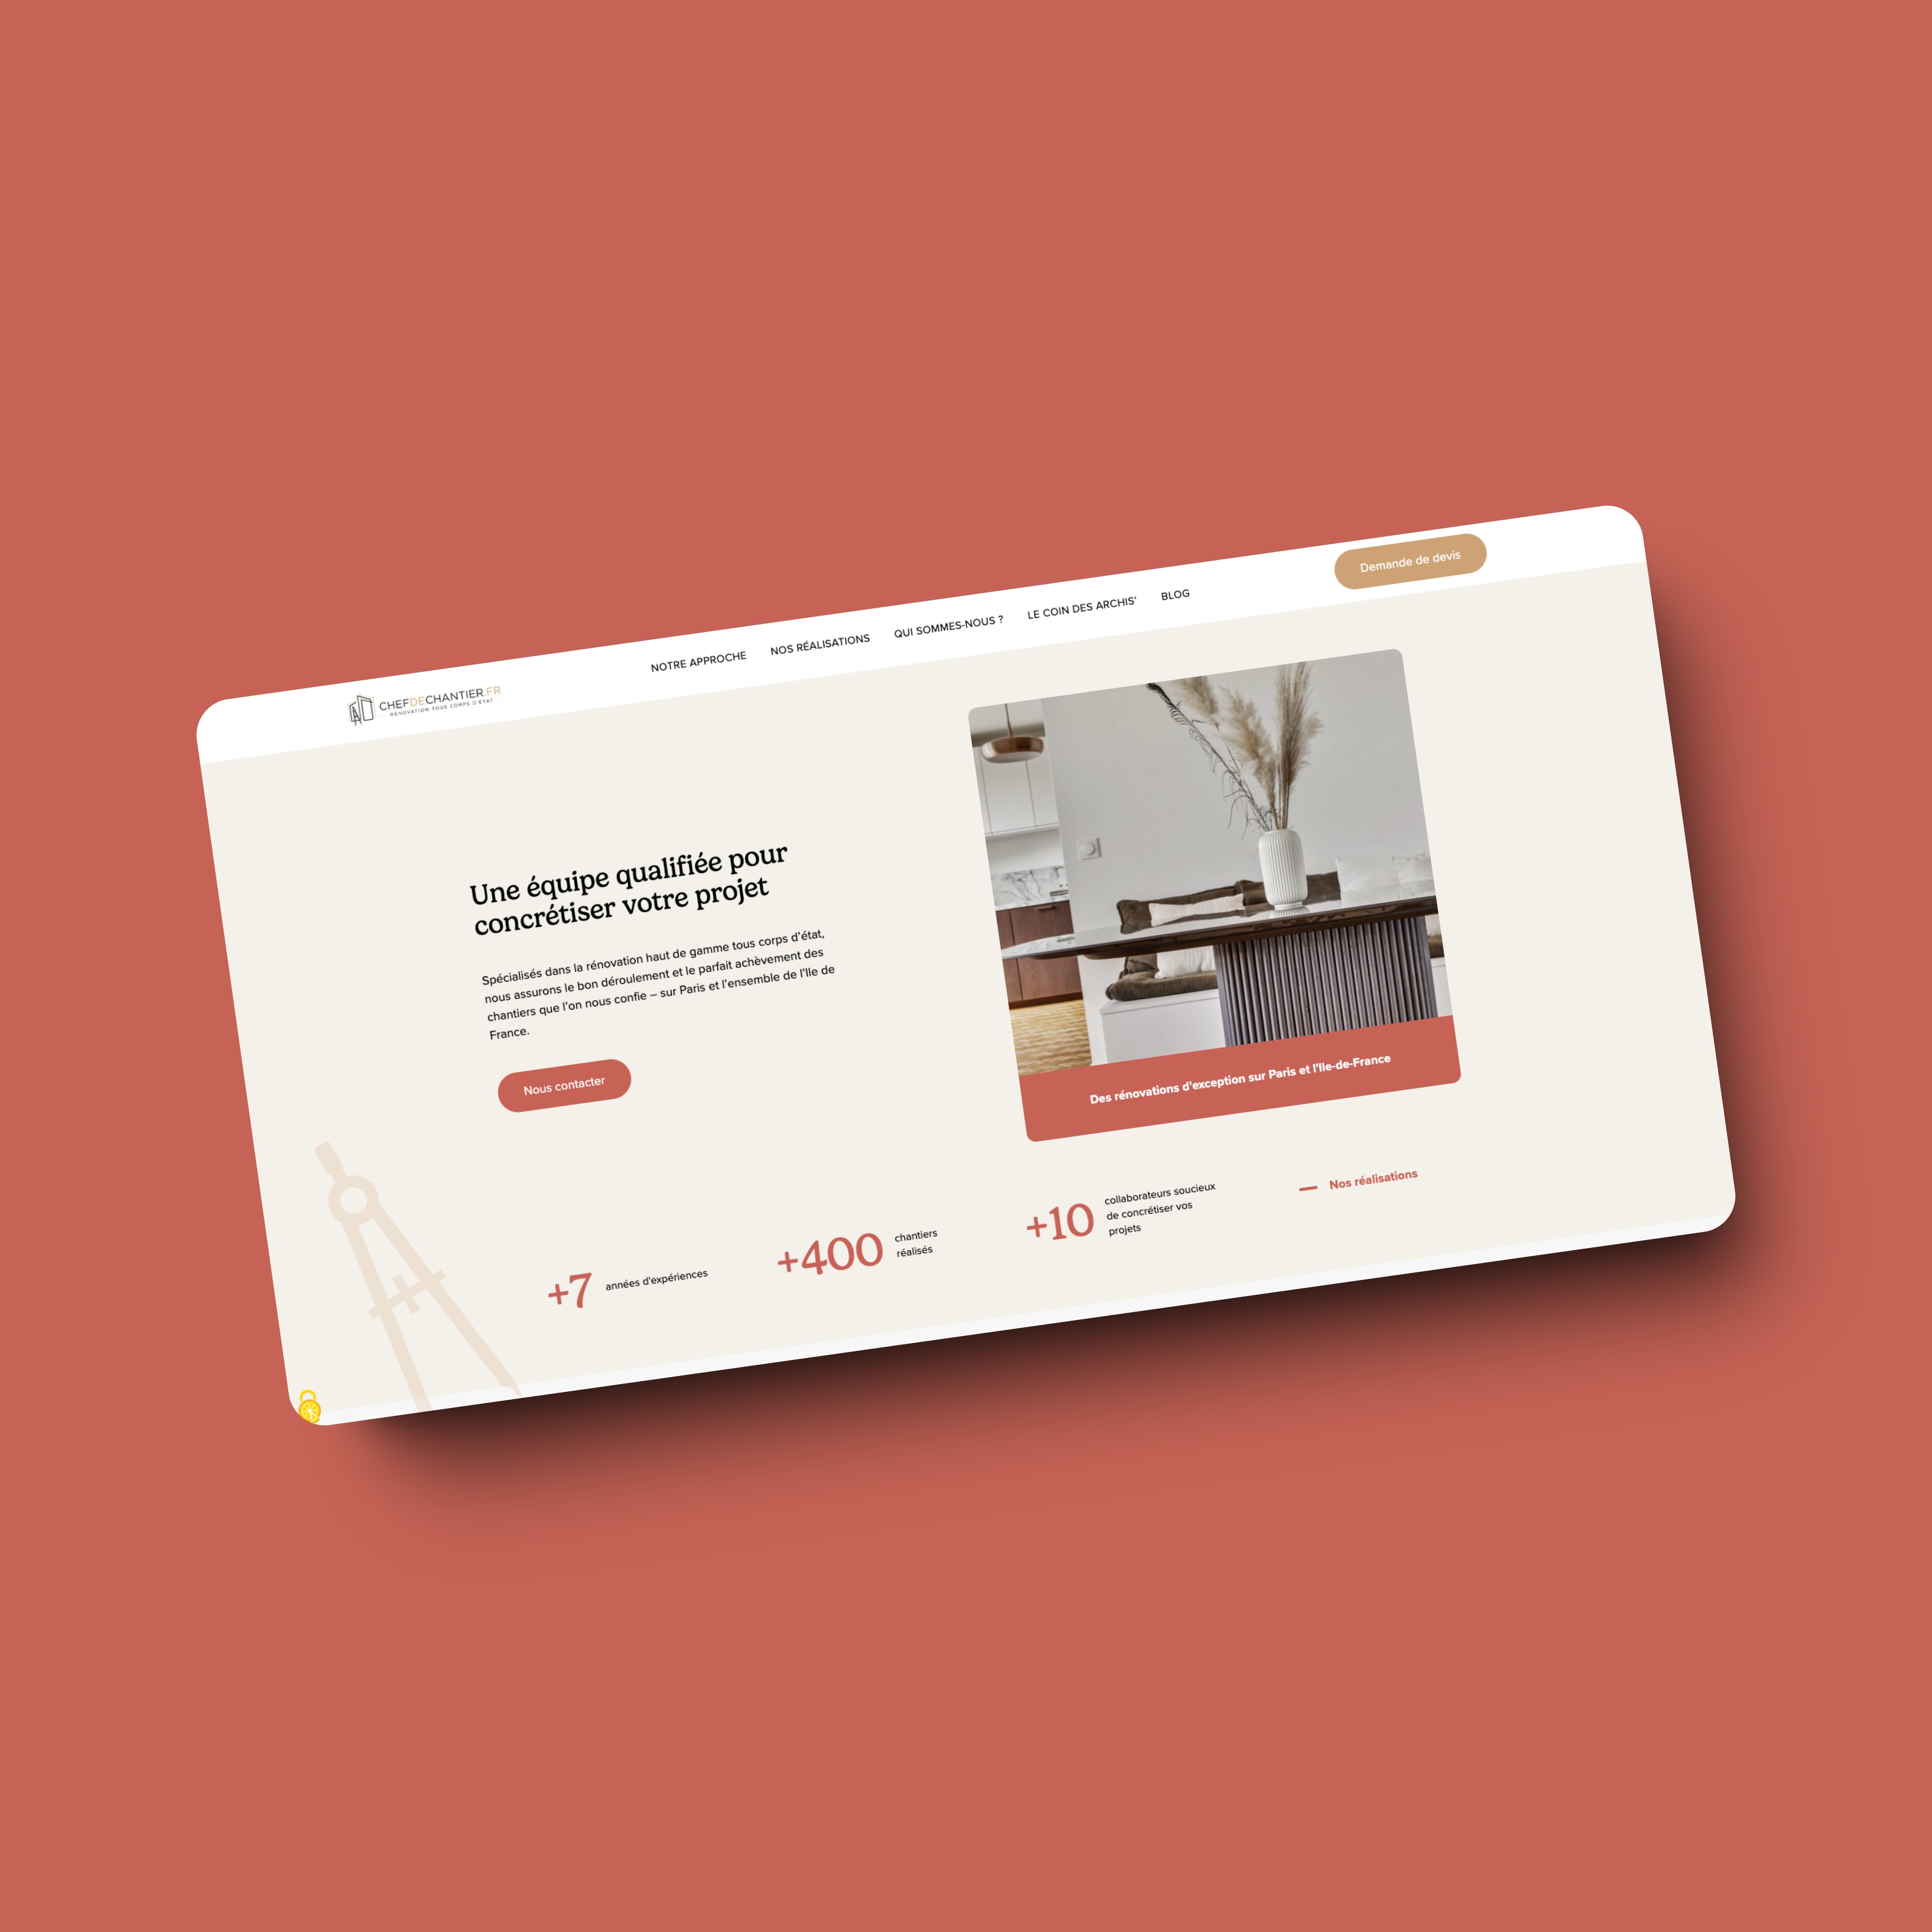 CHEFDECHANTIER.FR
RENOVATION TOUS CORPS D'ETAT
NOTRE APPROCHE
NOS RÉALISATIONS
QUI SOMMES-NOUS ?
LE COIN DES ARCHIS'
BLOG
Demande de devis
Une équipe qualifiée pour
concrétiser votre projet
Spécialisés dans la rénovation haut de gamme tous corps d'état,
nous assurons le bon déroulement et le parfait achèvement des
chantiers que l'on nous confie – sur Paris et l'ensemble de l'Ile de
France.
Nous contacter
Des rénovations d'exception sur Paris et l'Ile-de-France
+7
années d'expériences
+400
chantiers
réalisés
+10
collaborateurs soucieux
de concrétiser vos
projets
Nos réalisations